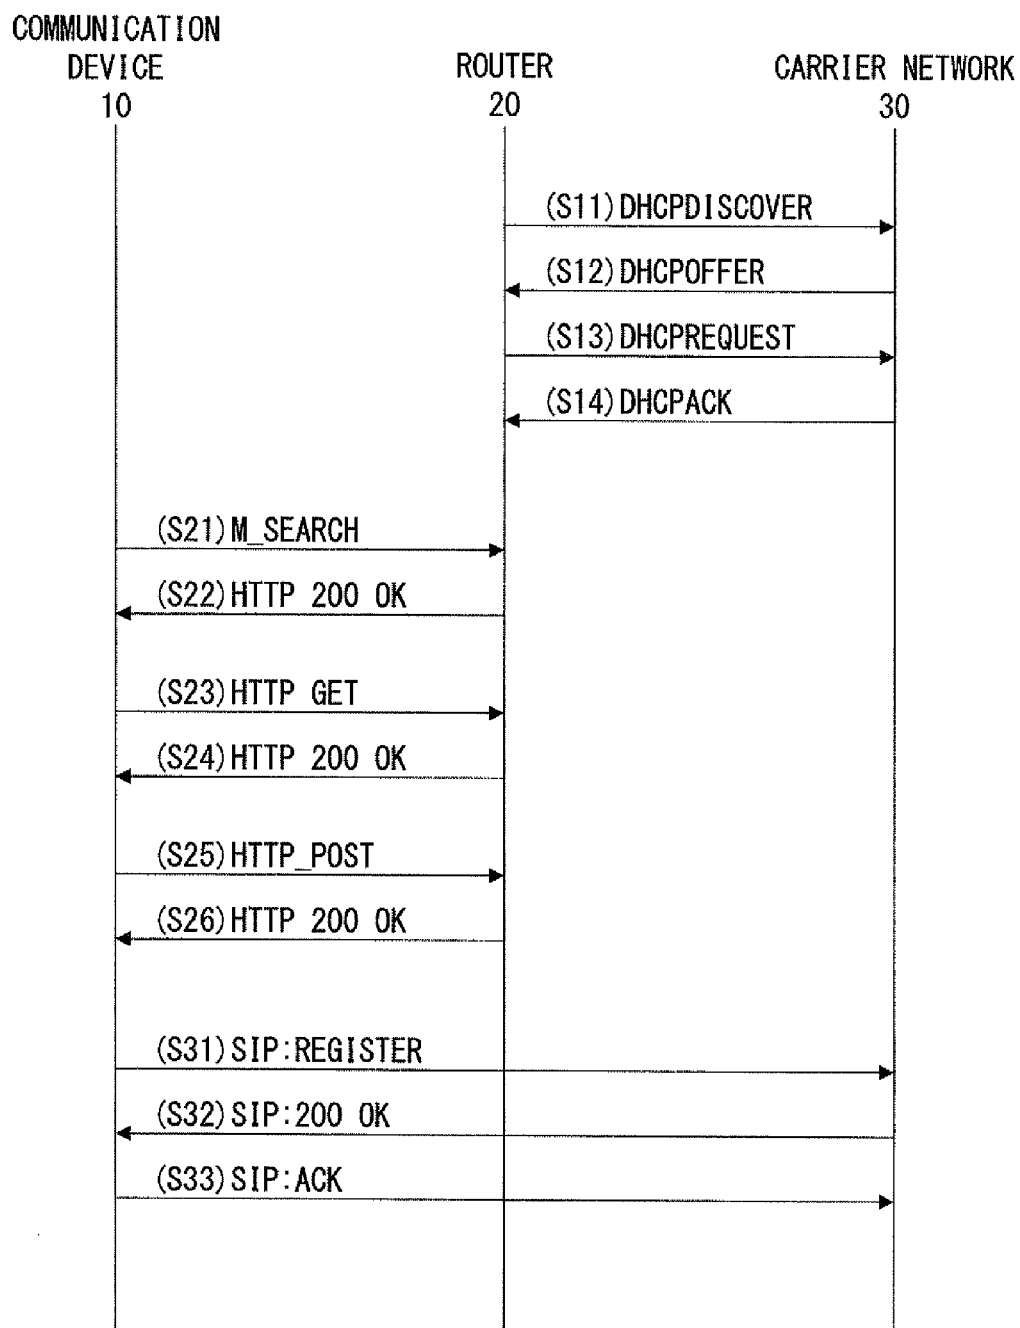 COMMUNICATION
DEVICE
10
ROUTER
20
CARRIER NETWORK
30
(S11)DHCPDISCOVER
(S12)DHCPOFFER
(S13)DHCPREQUEST
(S14)DHCPACK
(S21)M_SEARCH
(S22)HTTP 200 OK
(S23)HTTP GET
(S24)HTTP 200 OK
(S25)HTTP_POST
(S26)HTTP 200 OK
(S31)SIP:REGISTER
(S32)SIP:200 OK
(S33)SIP:ACK